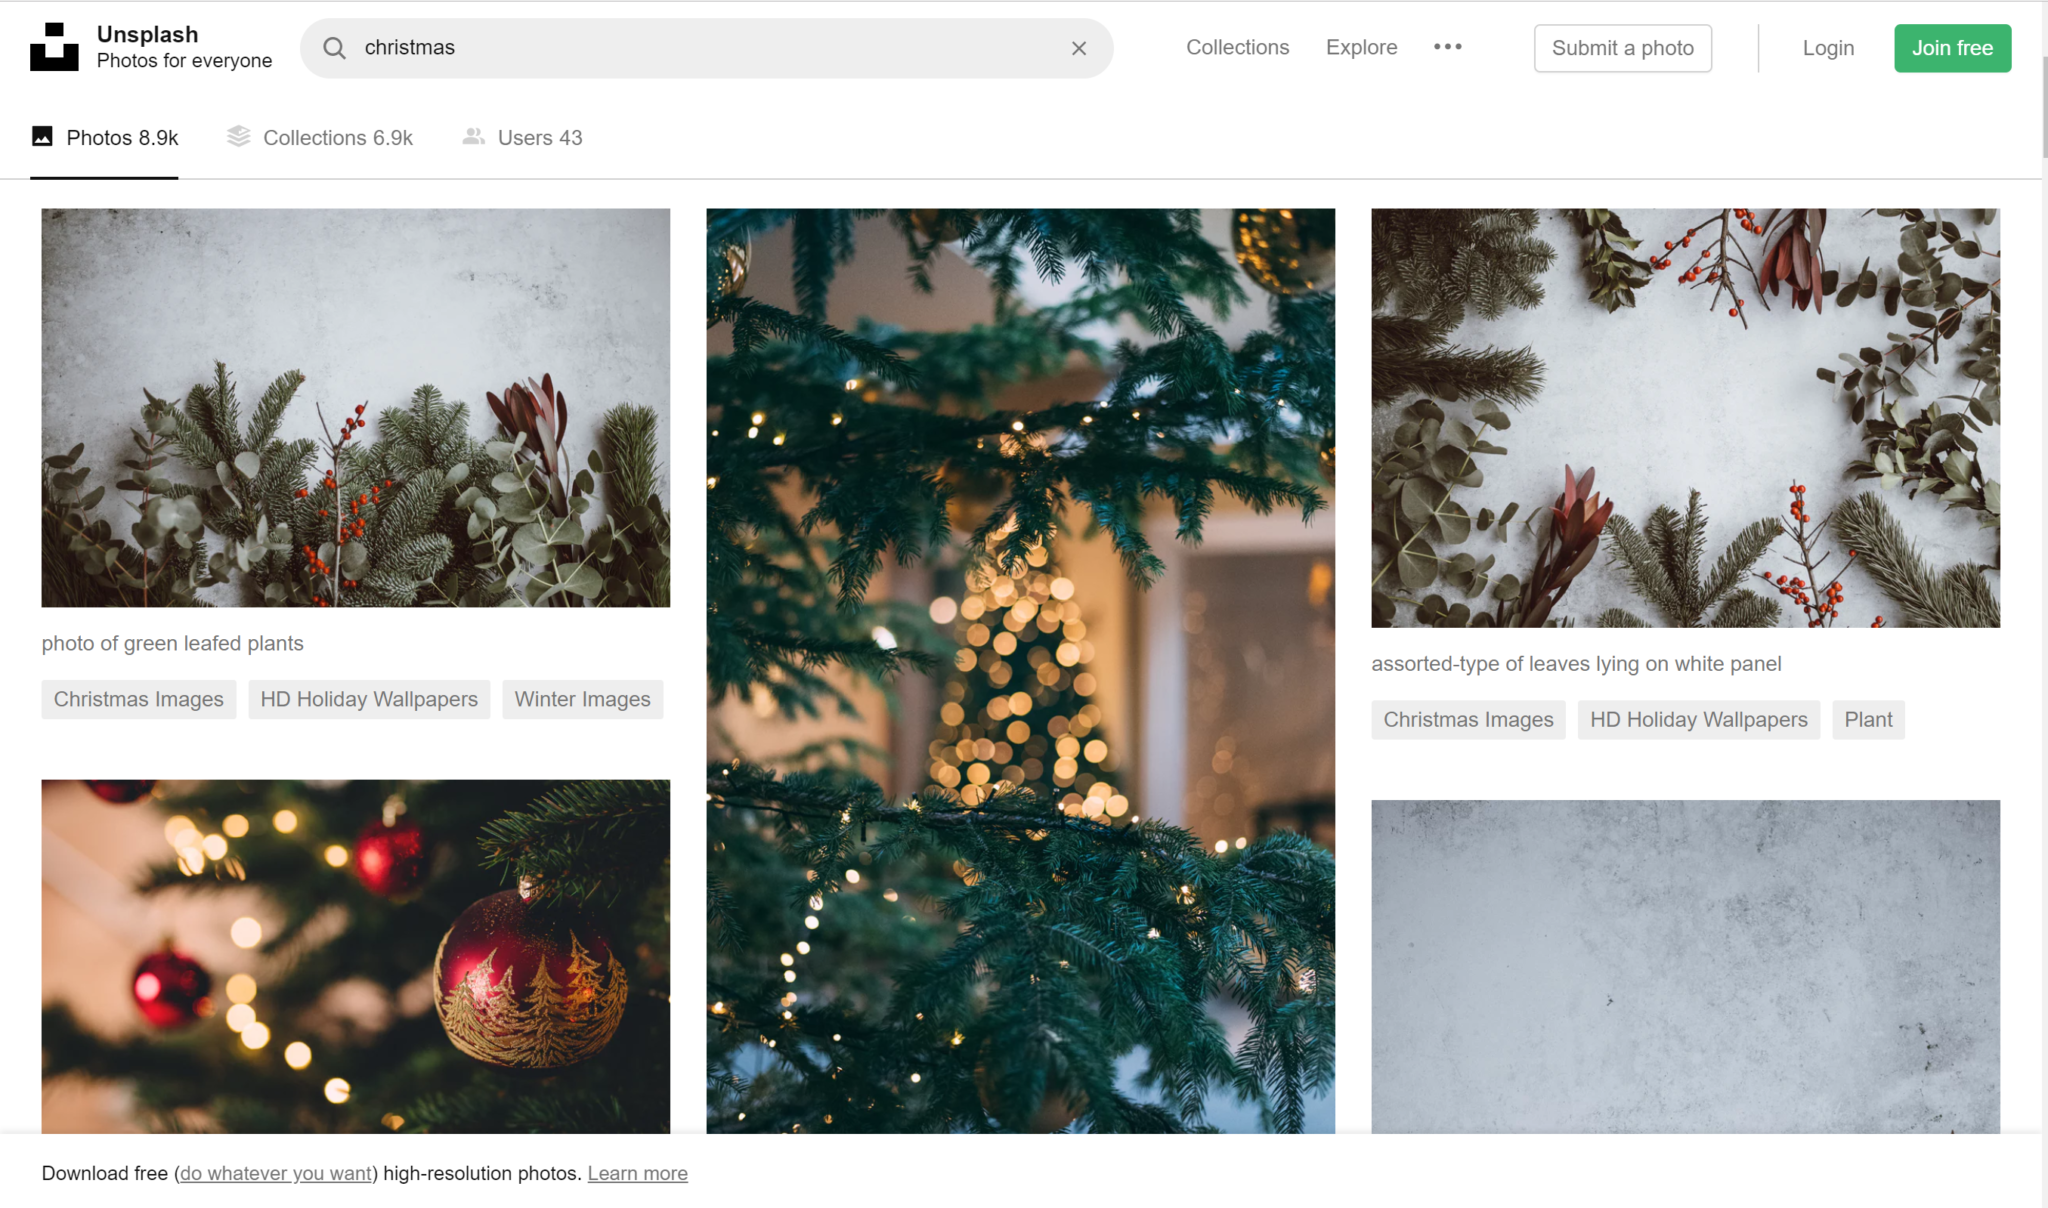 Unsplash
Photos for everyone
christmas
Collections
Explore
Submit a photo
Login
Join free
Photos 8.9k
Collections 6.9k
Users 43
photo of green leafed plants
Christmas Images
HD Holiday Wallpapers
Winter Images
assorted-type of leaves lying on white panel
Christmas Images
HD Holiday Wallpapers
Plant
Download free (do whatever you want) high-resolution photos. Learn more